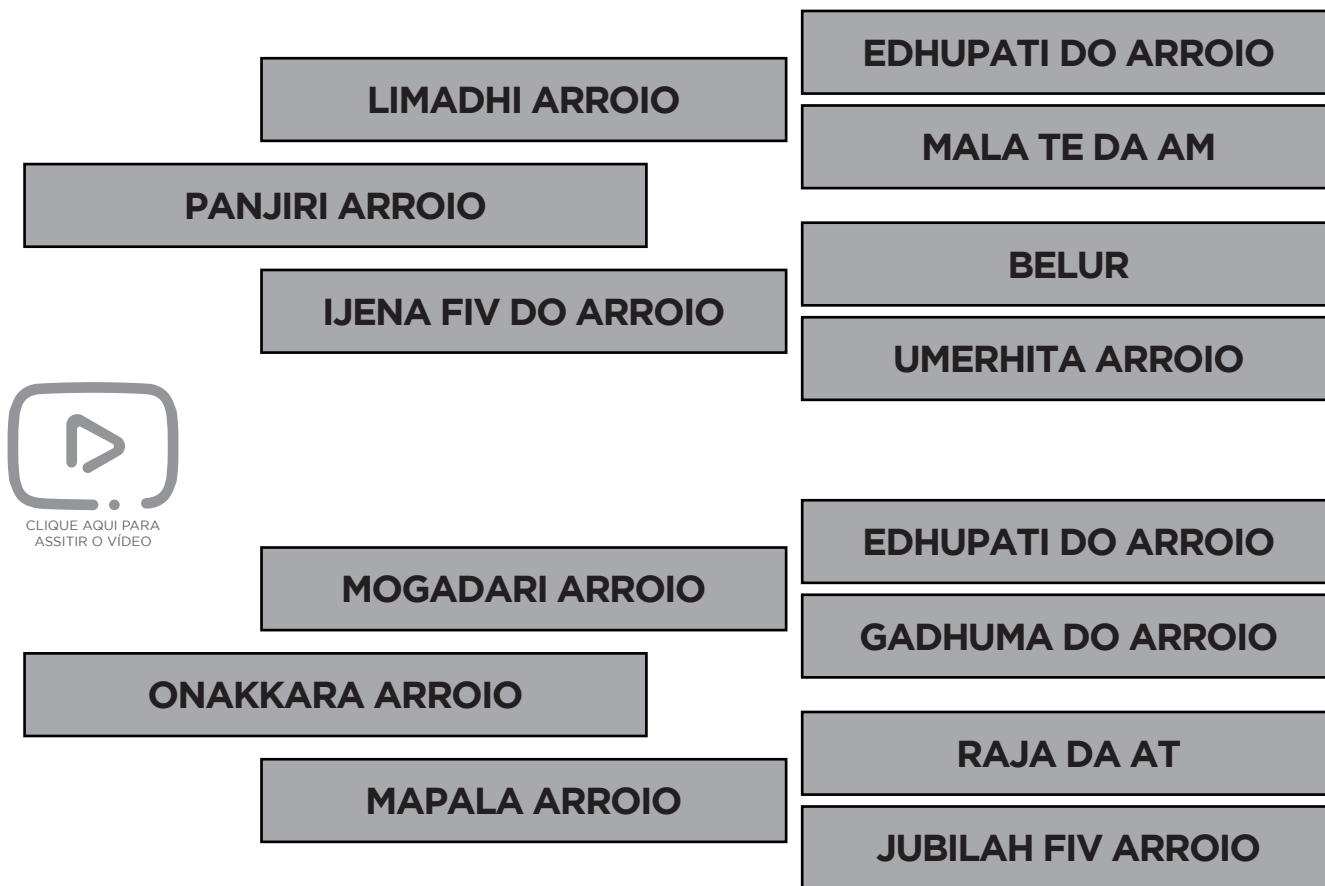 EDHUPATI DO ARROIO
LIMADHI ARROIO
MALA TE DA AM
PANJIRI ARROIO
BELUR
IJENA FIV DO ARROIO
UMERHITA ARROIO
CLIQUE AQUI PARA
ASSITIR O VÍDEO
EDHUPATI DO ARROIO
MOGADARI ARROIO
GADHUMA DO ARROIO
ONAKKARA ARROIO
RAJA DA AT
MAPALA ARROIO
JUBILAH FIV ARROIO